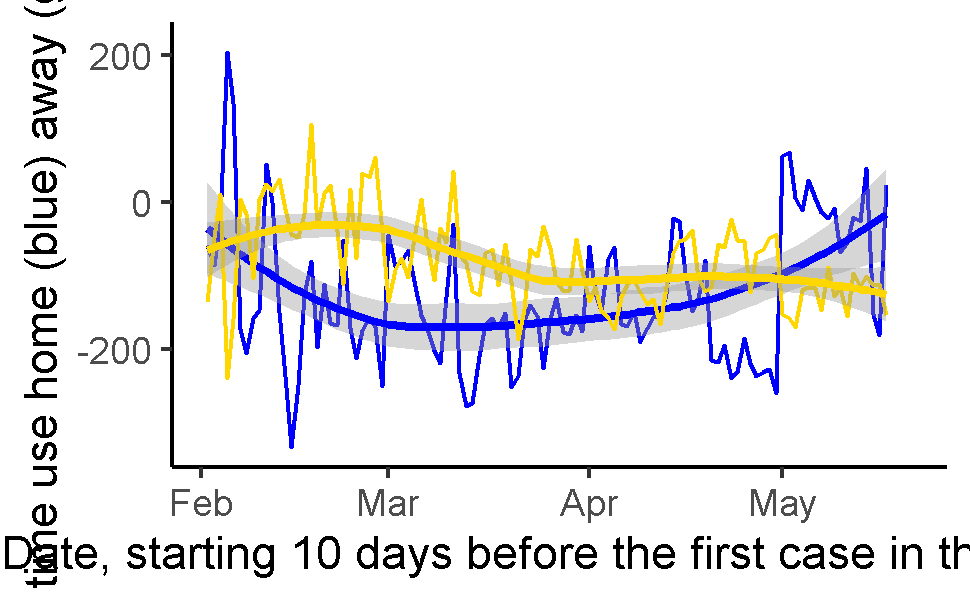 time use home (blue) away (
200
0
-200
Feb Mar Apr May
Date, starting 10 days before the first case in th